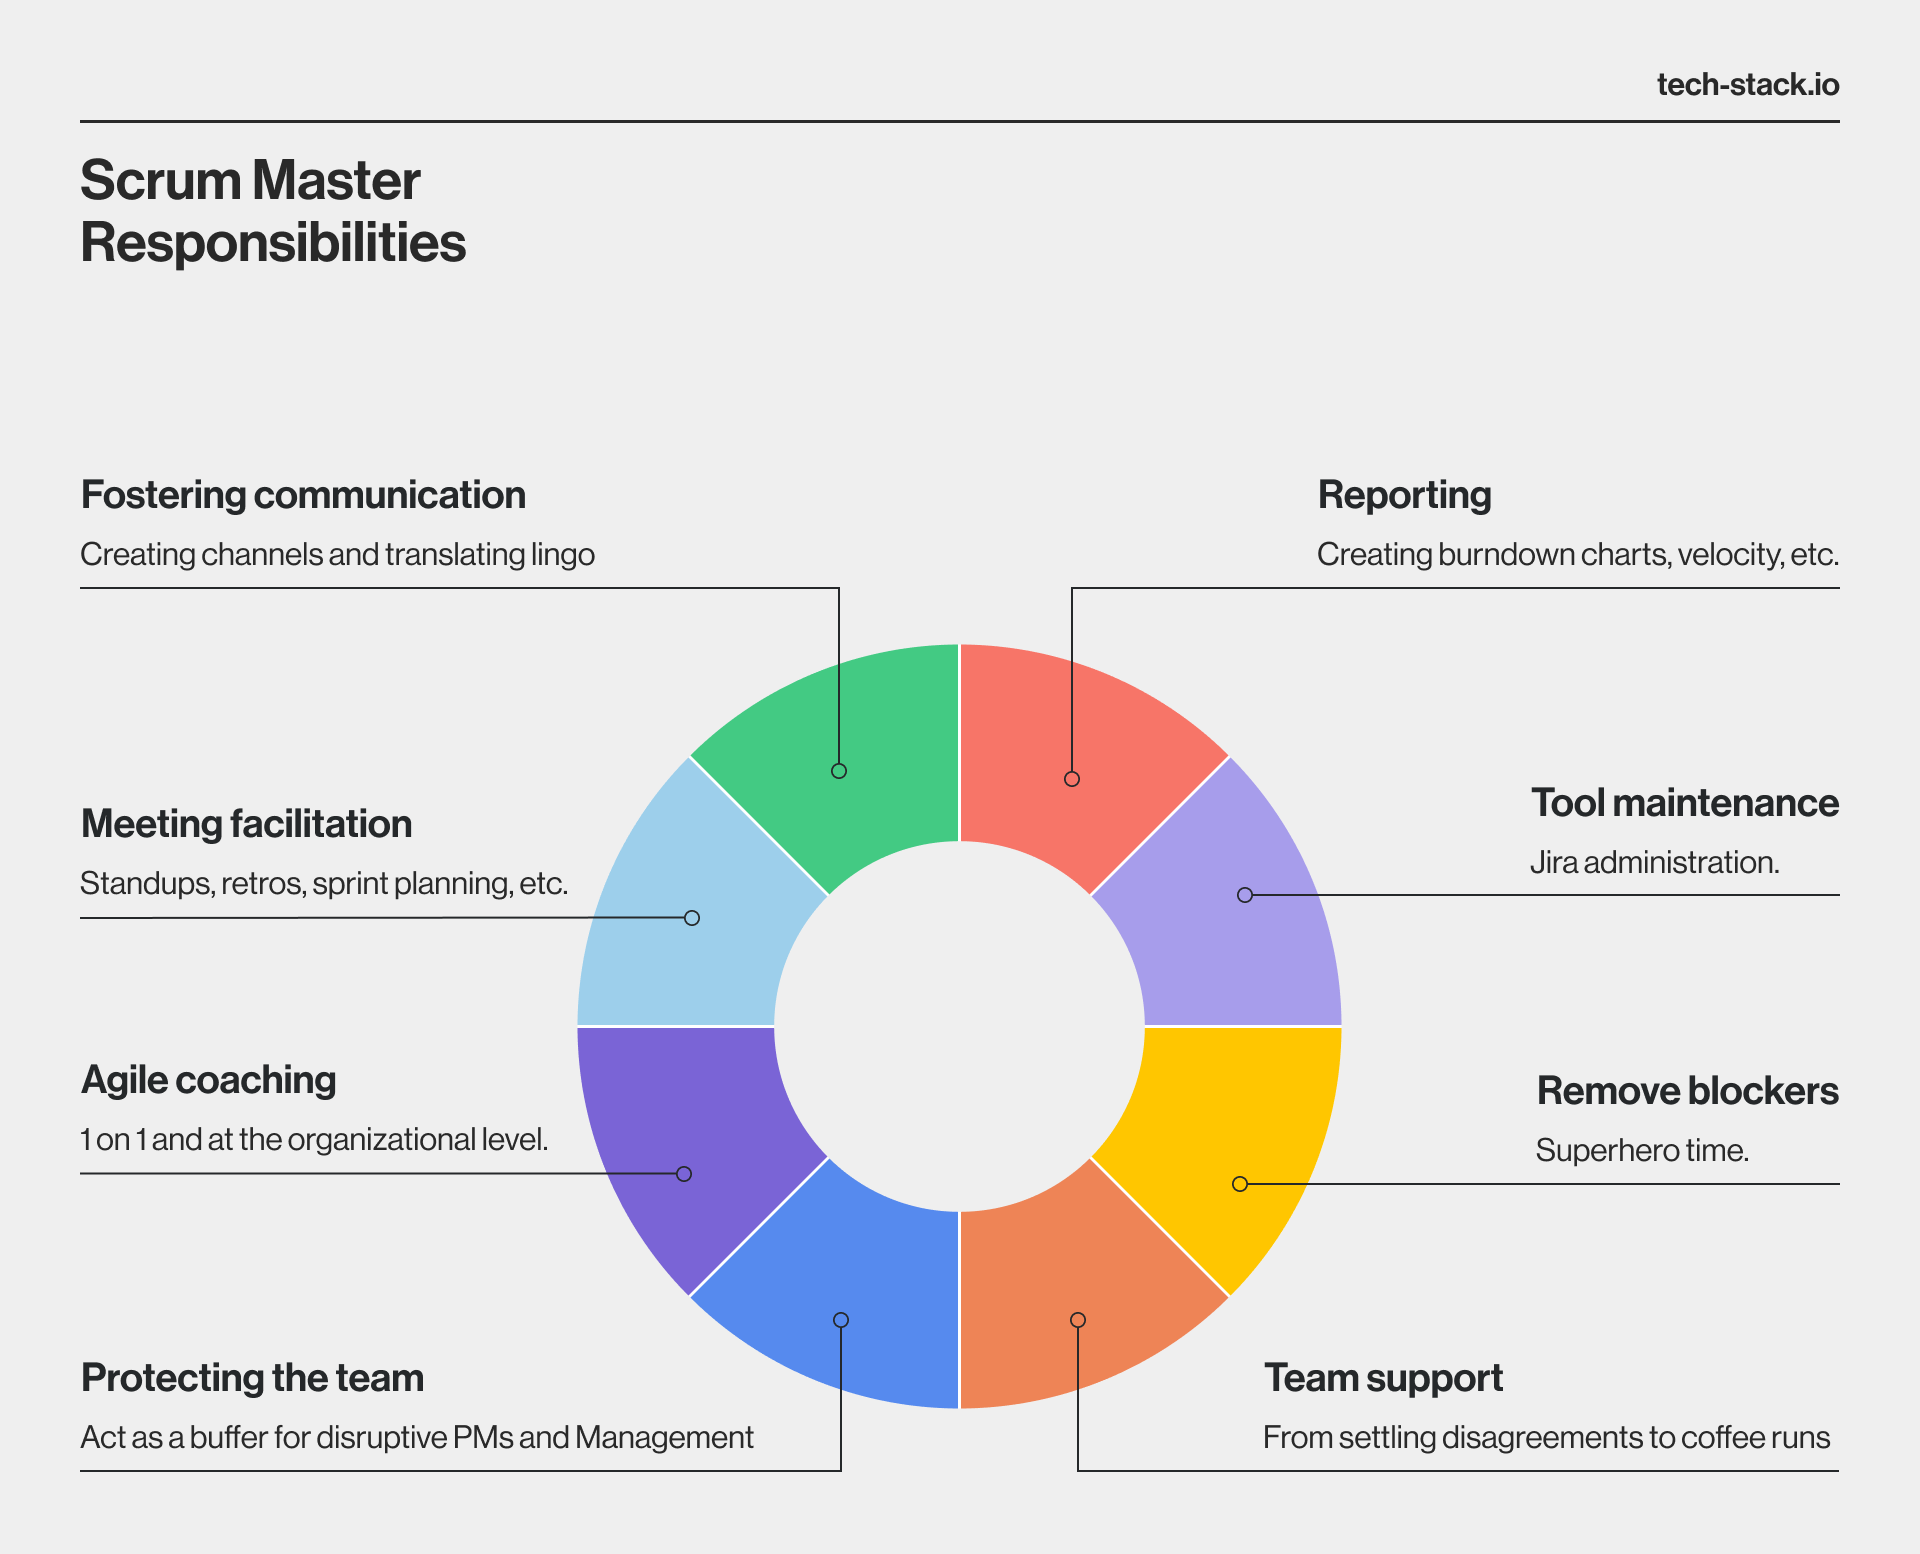 tech-stack.io
Scrum Master
Responsibilities
Fostering communication
Creating channels and translating lingo
Reporting
Creating burndown charts, velocity, etc.
Meeting facilitation
Standups, retros, sprint planning, etc.
Tool maintenance
Jira administration.
Agile coaching
1 on 1 and at the organizational level.
Remove blockers
Superhero time.
Protecting the team
Act as a buffer for disruptive PMs and Management
Team support
From settling disagreements to coffee runs